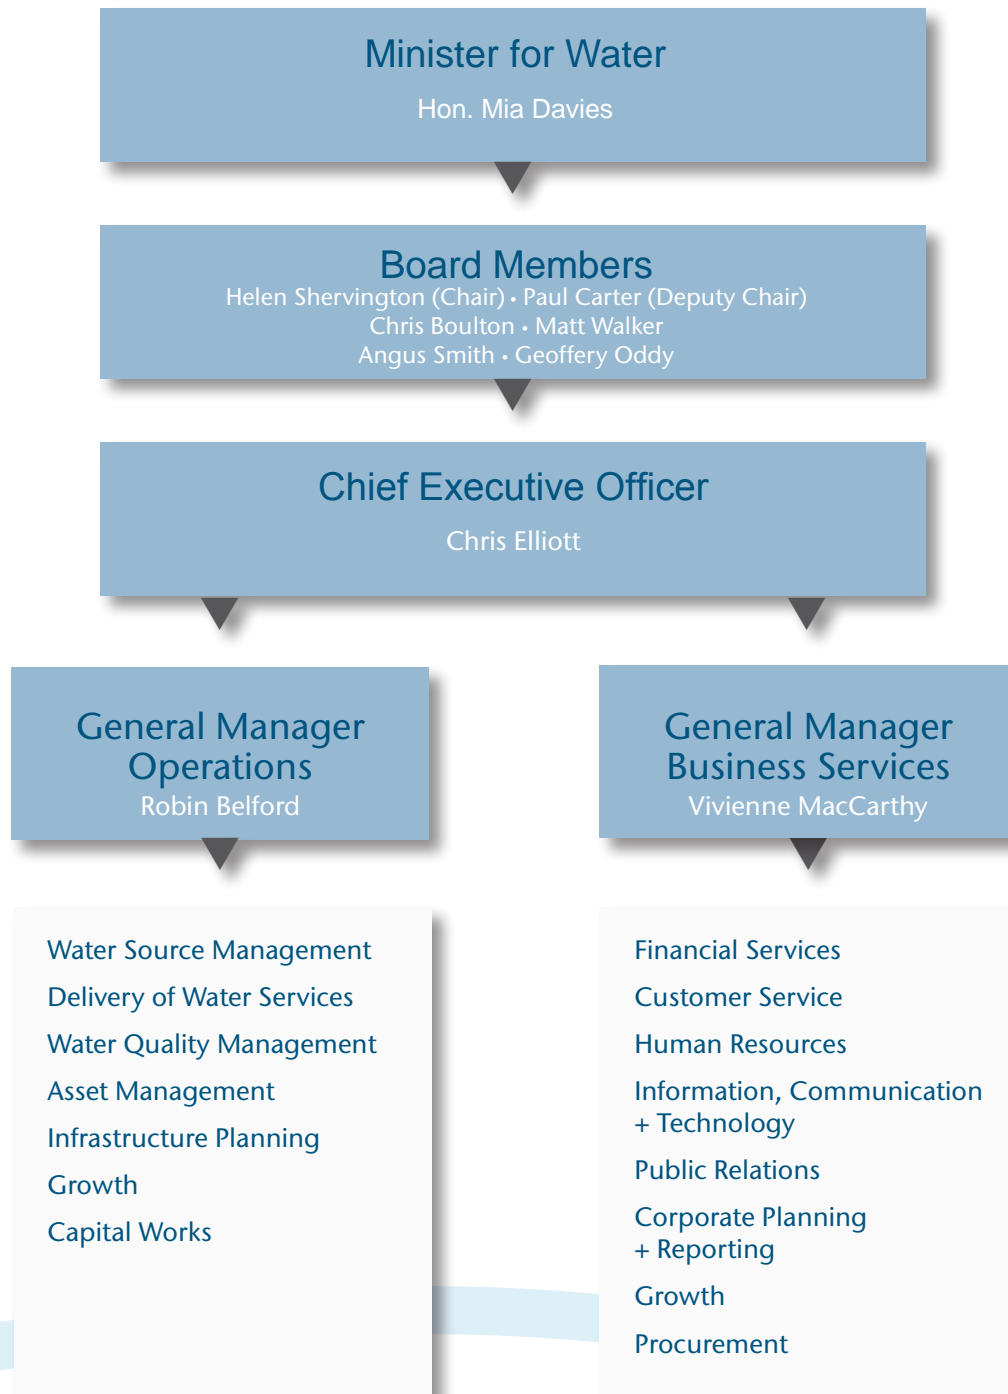 Minister for Water
Hon. Mia Davies
Board Members
Helen Shervington (Chair) • Paul Carter (Deputy Chair)
Chris Boulton • Matt Walker
Angus Smith • Geoffery Oddy
Chief Executive Officer
Chris Elliott
General Manager
Operations
Robin Belford
Water Source Management
Delivery of Water Services
Water Quality Management
Asset Management
Infrastructure Planning
Growth
Capital Works
General Manager
Business Services
Vivienne MacCarthy
Financial Services
Customer Service
Human Resources
Information, Communication
+ Technology
Public Relations
Corporate Planning
+ Reporting
Growth
Procurement